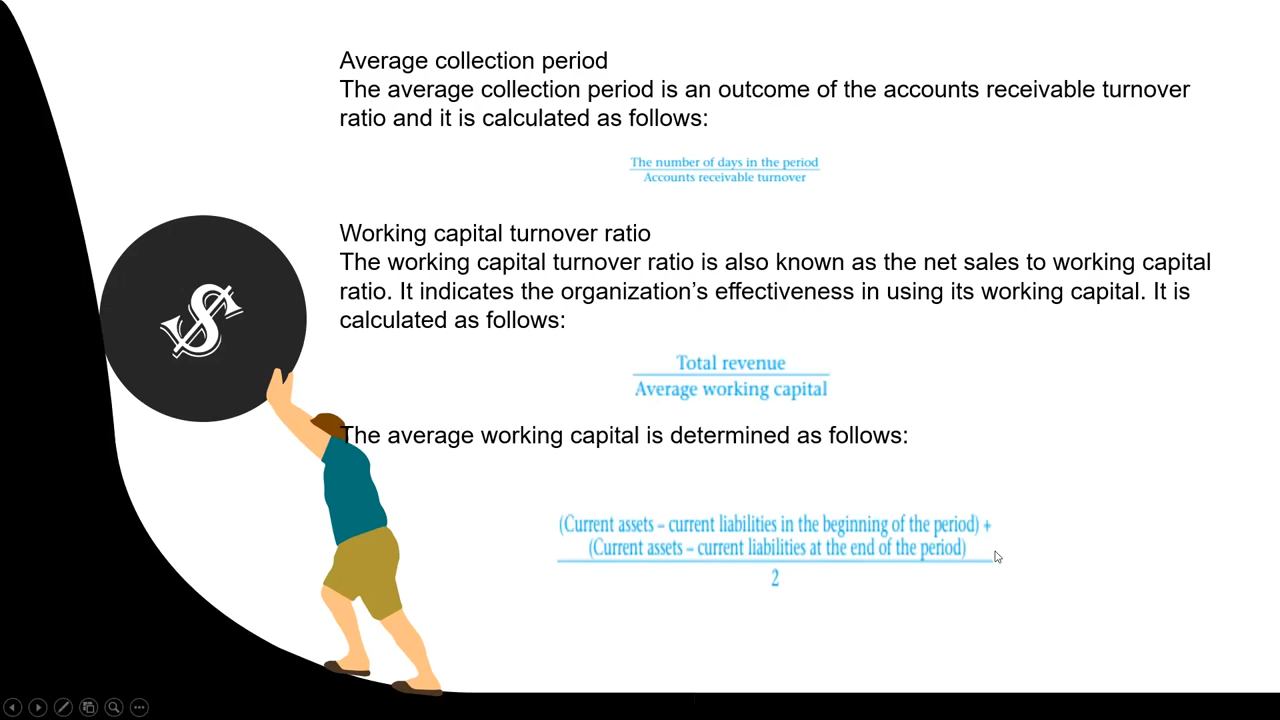 Average collection period
The average collection period is an outcome of the accounts receivable turnover
ratio and it is calculated as follows:
The number of days in the period
Accounts receivable turnover
Working capital turnover ratio
The working capital turnover ratio is also known as the net sales to working capital
ratio. It indicates the organization’s effectiveness in using its working capital. It is
calculated as follows:
$
Total revenue
Average working capital
The average working capital is determined as follows:
(Current assets – current liabilities in the beginning of the period) +
(Current assets – current liabilities at the end of the period)
2